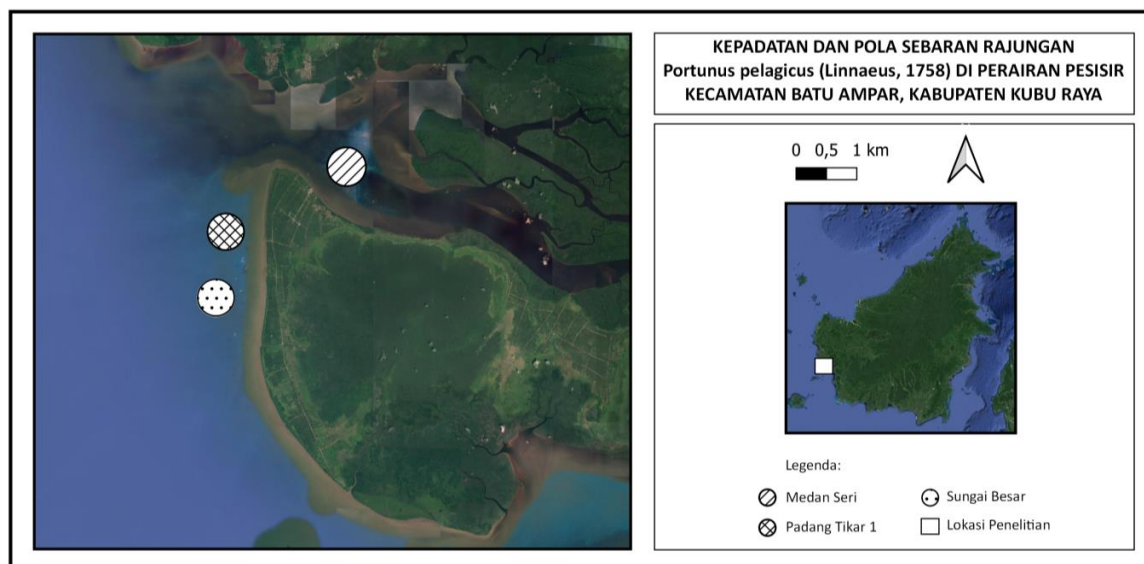 KEPADATAN DAN POLA SEBARAN RAJUNGAN
Portunus pelagicus (Linnaeus, 1758) DI PERAIRAN PESISIR
KECAMATAN BATU AMPAR, KABUPATEN KUBU RAYA
0 0,5 1 km
Legenda:
Medan Seri
Sungai Besar
Padang Tikar 1
Lokasi Penelitian